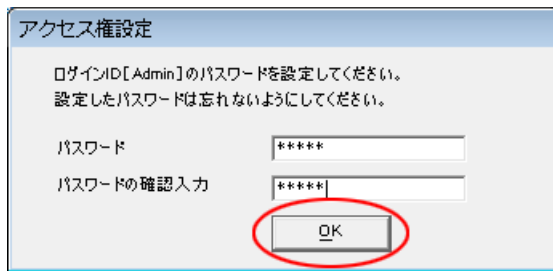 アクセス権設定
ログインID[Admin]のパスワードを設定してください。
設定したパスワードは忘れないようにしてください。
パスワード *****
パスワードの確認入力 *****
OK